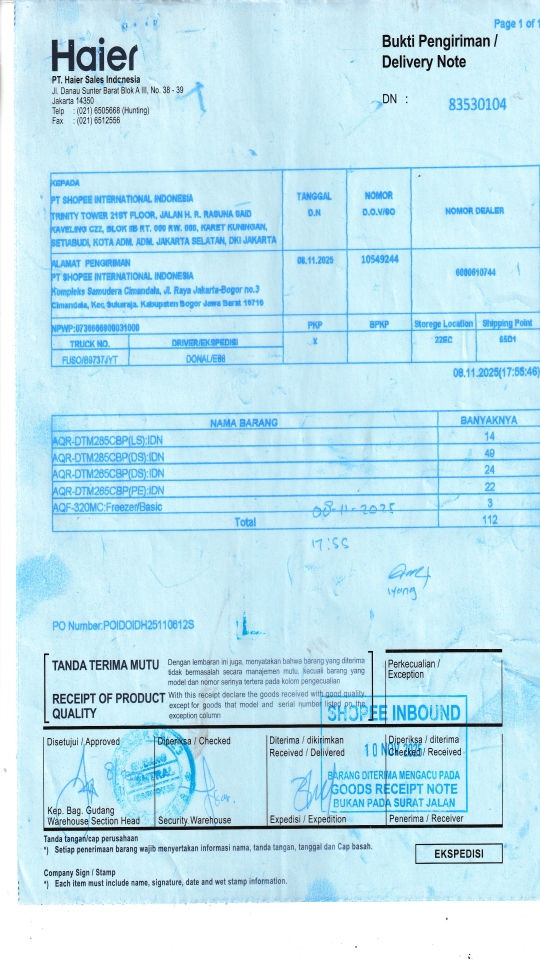 Page 1 of 1
Haier
PT. Haier Sales Indonesia
Jl. Danau Sunter Barat Blok A III, No. 38 - 39
Jakarta 14350
Telp : (021) 6505668 (Hunting)
Fax : (021) 6512556
Bukti Pengiriman /
Delivery Note
DN : 83530104
KEPADA
PT SHOPEE INTERNATIONAL INDONESIA
TRINITY TOWER 21ST FLOOR, JALAN H. R. RASUNA SAID
KAVELING C22, BLOK IIB RT. 000 RW. 000, KARET KUNINGAN,
SETIABUDI, KOTA ADM. ADM. JAKARTA SELATAN, DKI JAKARTA
TANGGAL
D.N
NOMOR
D.O.V/SO
NOMOR DEALER
ALAMAT PENGIRIMAN
PT SHOPEE INTERNATIONAL INDONESIA
Kompleks Samudera Cimandala, Jl. Raya Jakarta-Bogor no.3
Cimandala, Kec Sukaraja. Kabupaten Bogor Jawa Barat 16710
08.11.2025
10549244
6000010744
PKP
BPKP
Storege Location
Shipping Point
TRUCK NO.
DRIVER/EKSPEDISI
X
6501
FUSO/B9737JYT
08.11.2025(17:55:46)
NAMA BARANG
BANYAKNYA
AQR-DTM285CBP(LS):IDN 14
AQR-DTM285CBP(DS):IDN 49
AQR-DTM265CBP(DS):IDN 24
AQR-DTM265CBP(PE):IDN 22
AQF-320MC:Freezer/Basic 3
Total 112
08-11-2025
17:55
iyang
PO Number:POIDOIDH25110612S
TANDA TERIMA MUTU
Dengan lembaran ini juga, menyatakan bahwa barang yang diterima
tidak bermasalah secara manajemen mutu, kecuali barang yang
model dan nomor serinya tertera pada kolom pengecualian
RECEIPT OF PRODUCT
QUALITY
With this receipt declare the goods received with good quality,
except for goods that model and serial number listed on the
exception column
Perkecualian /
Exception
SHOPEE INBOUND
10 NOV 2025
BARANG DITERIMA MENGACU PADA
GOODS RECEIPT NOTE
BUKAN PADA SURAT JALAN
Disetujui / Approved
Diperiksa / Checked
Diterima / dikirimkan
Received / Delivered
Diperiksa / diterima
Checked / Received
Kep. Bag. Gudang
Warehouse Section Head
Security Warehouse
Expedisi / Expedition
Penerima / Receiver
Tanda tangan/cap perusahaan
*) Setiap penerimaan barang wajib menyertakan informasi nama, tanda tangan, tanggal dan Cap basah.
EKSPEDISI
Company Sign / Stamp
*) Each item must include name, signature, date and wet stamp information.